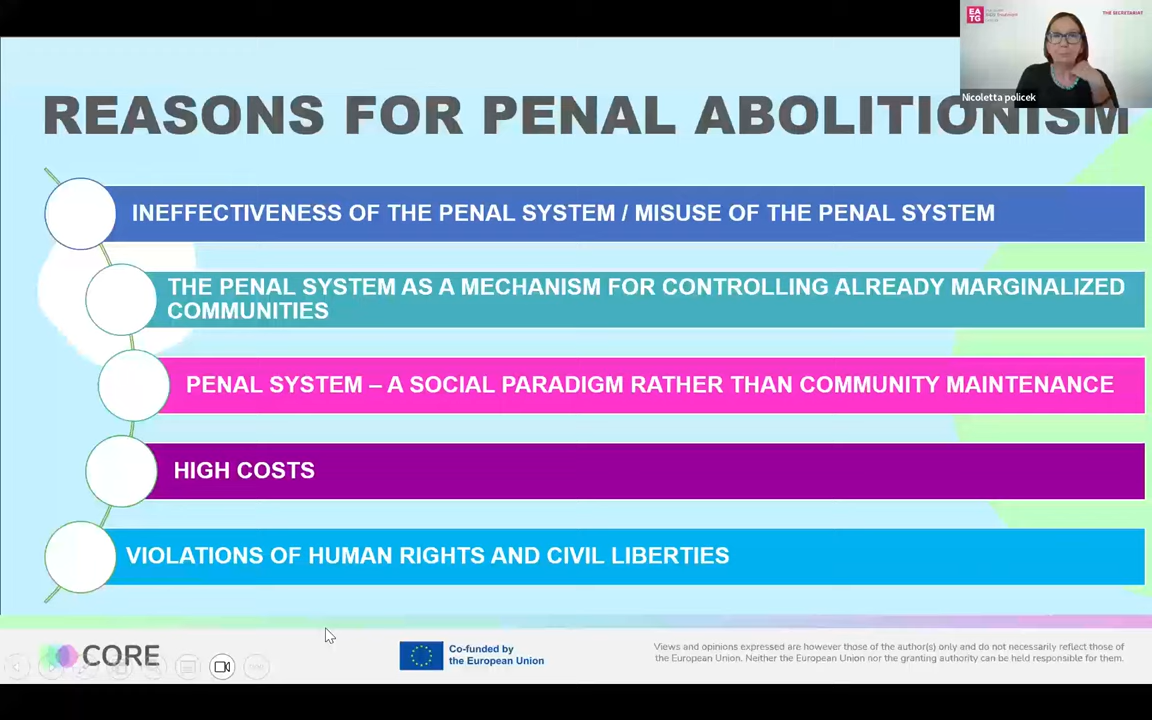 EA
TG
THE SECRETARIAT
Nicoletta policek
REASONS FOR PENAL ABOLITIONISM
INEFFECTIVENESS OF THE PENAL SYSTEM / MISUSE OF THE PENAL SYSTEM
THE PENAL SYSTEM AS A MECHANISM FOR CONTROLLING ALREADY MARGINALIZED
COMMUNITIES
PENAL SYSTEM – A SOCIAL PARADIGM RATHER THAN COMMUNITY MAINTENANCE
HIGH COSTS
VIOLATIONS OF HUMAN RIGHTS AND CIVIL LIBERTIES
CORE
Co-funded by
the European Union
Views and opinions expressed are however those of the author(s) only and do not necessarily reflect those of
the European Union. Neither the European Union nor the granting authority can be held responsible for them.